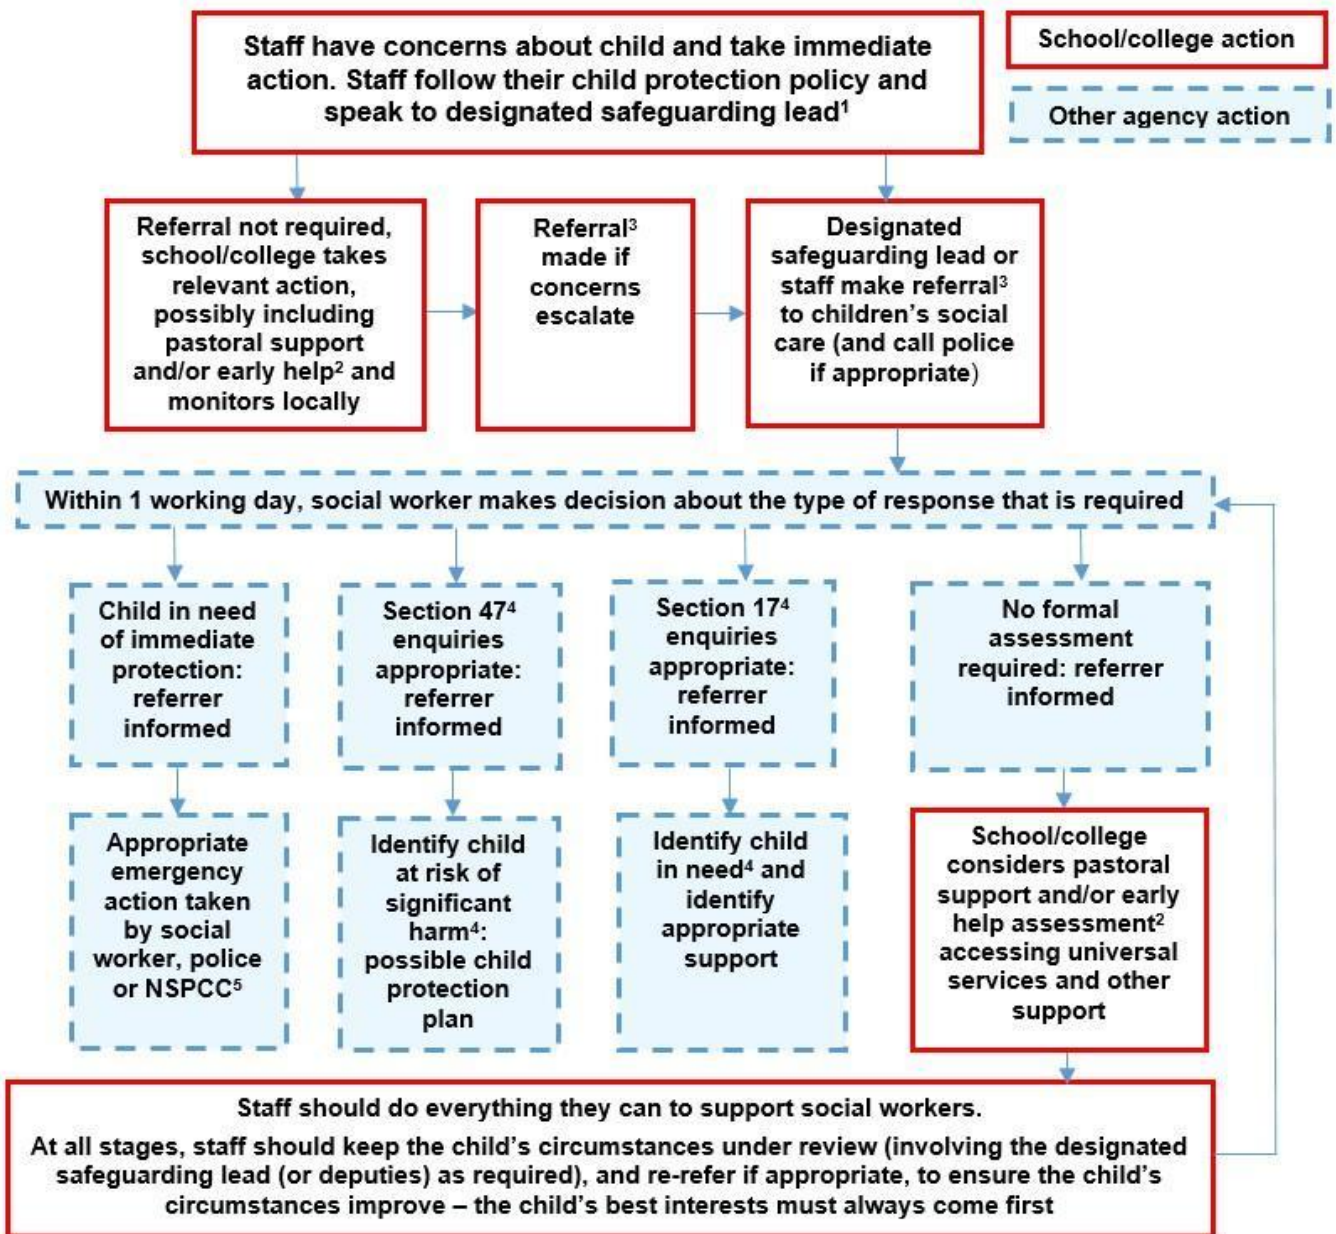 Staff have concerns about child and take immediate
action. Staff follow their child protection policy and
speak to designated safeguarding lead¹
School/college action
Other agency action
Referral not required,
school/college takes
relevant action,
possibly including
pastoral support
and/or early help² and
monitors locally
Referral³
made if
concerns
escalate
Designated
safeguarding lead or
staff make referral³
to children’s social
care (and call police
if appropriate)
Within 1 working day, social worker makes decision about the type of response that is required
Child in need
of immediate
protection:
referrer
informed
Section 47⁴
enquiries
appropriate:
referrer
informed
Section 17⁴
enquiries
appropriate:
referrer
informed
No formal
assessment
required: referrer
informed
Appropriate
emergency
action taken
by social
worker, police
or NSPCC⁵
Identify child
at risk of
significant
harm⁴:
possible child
protection
plan
Identify child
in need⁴ and
identify
appropriate
support
School/college
considers pastoral
support and/or early
help assessment²
accessing universal
services and other
support
Staff should do everything they can to support social workers.
At all stages, staff should keep the child’s circumstances under review (involving the designated
safeguarding lead (or deputies) as required), and re-refer if appropriate, to ensure the child’s
circumstances improve – the child’s best interests must always come first